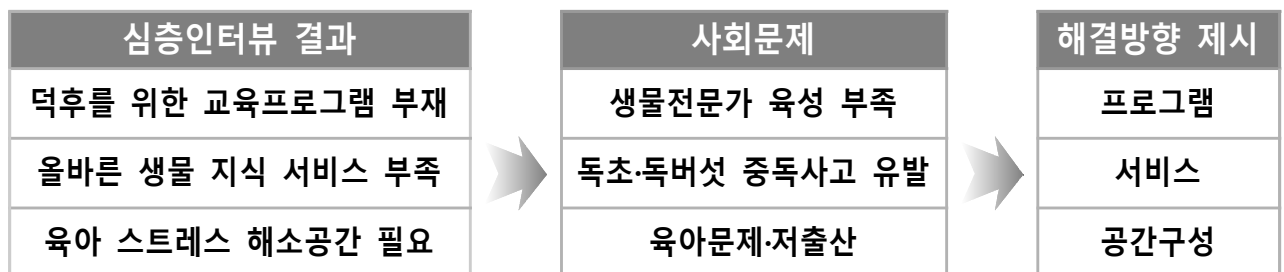 심층인터뷰 결과
덕후를 위한 교육프로그램 부재
올바른 생물 지식 서비스 부족
육아 스트레스 해소공간 필요
사회문제
생물전문가 육성 부족
독초·독버섯 중독사고 유발
육아문제·저출산
해결방향 제시
프로그램
서비스
공간구성